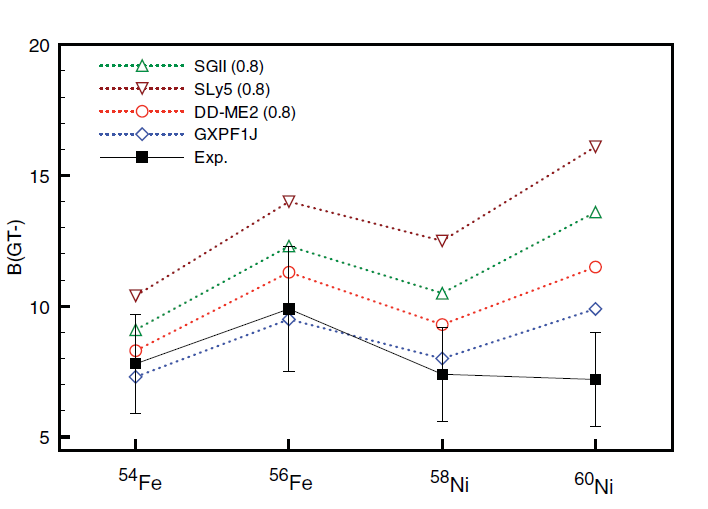 20
SGII (0.8)
SLy5 (0.8)
DD-ME2 (0.8)
GXPF1J
Exp.
15
B(GT-)
10
5
⁵⁴Fe
⁵⁶Fe
⁵⁸Ni
⁶⁰Ni